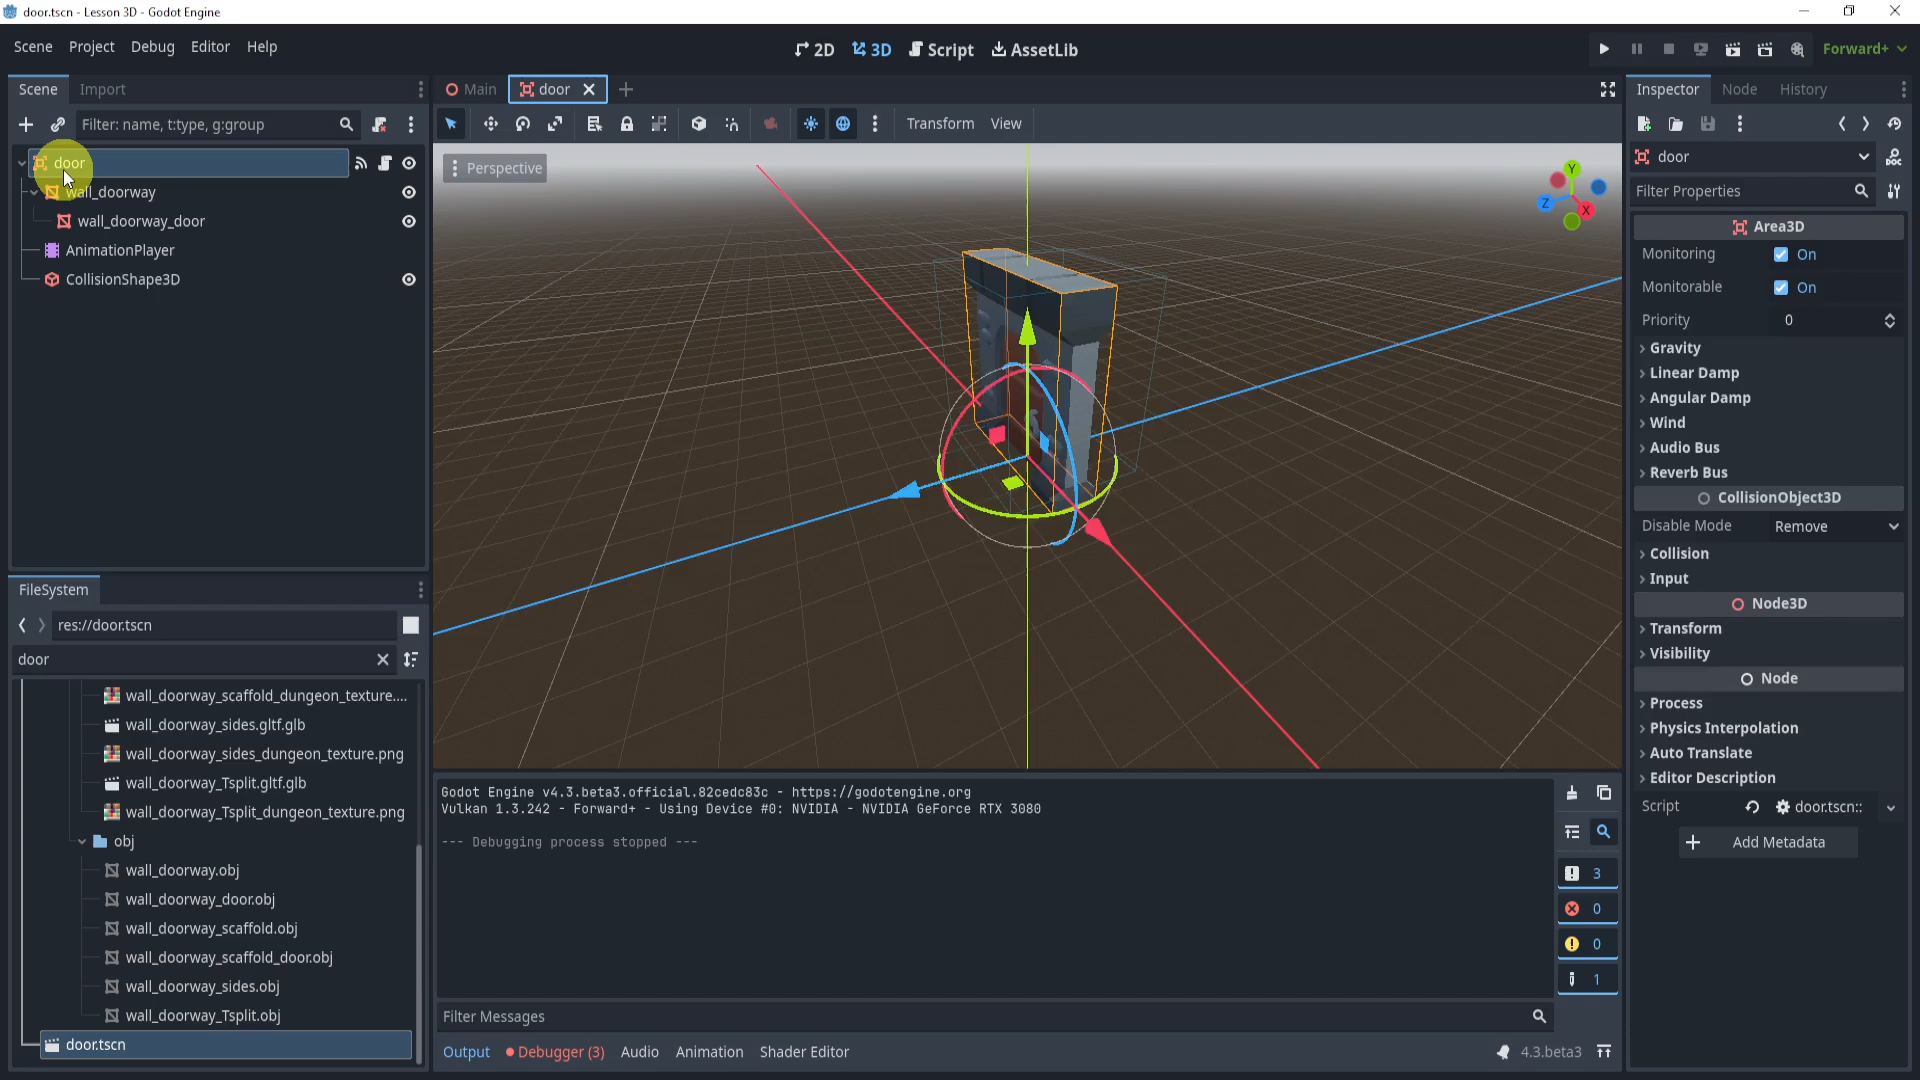 door.tscn - Lesson 3D - Godot Engine
Scene Project Debug Editor Help
2D 3D Script AssetLib
Forward+
Scene Import
Filter: name, t:type, g:group
door
wall_doorway
wall_doorway_door
AnimationPlayer
CollisionShape3D
FileSystem
res://door.tscn
door
wall_doorway_scaffold_dungeon_texture....
wall_doorway_sides.gltf.glb
wall_doorway_sides_dungeon_texture.png
wall_doorway_Tsplit.gltf.glb
wall_doorway_Tsplit_dungeon_texture.png
obj
wall_doorway.obj
wall_doorway_door.obj
wall_doorway_scaffold.obj
wall_doorway_scaffold_door.obj
wall_doorway_sides.obj
wall_doorway_Tsplit.obj
door.tscn
Main door
Transform View
Perspective
Y
Z
X
Godot Engine v4.3.beta3.official.82cedc83c - https://godotengine.org
Vulkan 1.3.242 - Forward+ - Using Device #0: NVIDIA - NVIDIA GeForce RTX 3080
--- Debugging process stopped ---
3
0
0
1
Filter Messages
Output Debugger (3) Audio Animation Shader Editor
4.3.beta3
Inspector Node History
door
Filter Properties
Area3D
Monitoring On
Monitorable On
Priority 0
Gravity
Linear Damp
Angular Damp
Wind
Audio Bus
Reverb Bus
CollisionObject3D
Disable Mode Remove
Collision
Input
Node3D
Transform
Visibility
Node
Process
Physics Interpolation
Auto Translate
Editor Description
Script door.tscn::
Add Metadata